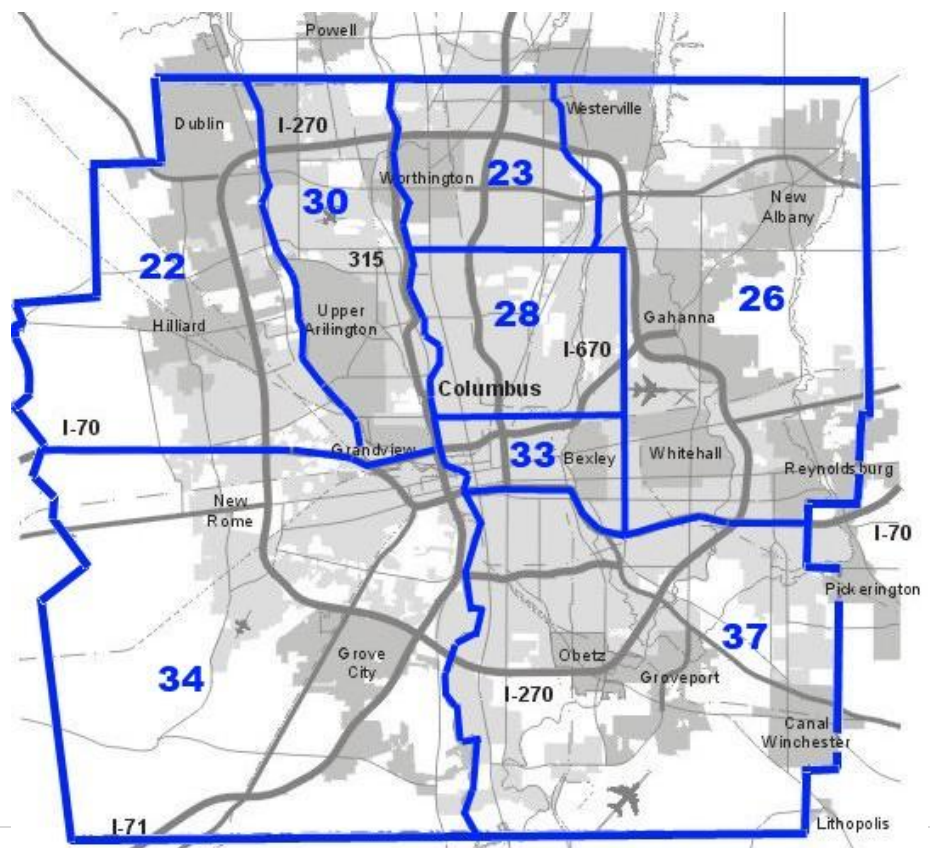 Powell
Westerville
Dublin
I-270
Worthington
23
30
New
Albany
315
22
26
Upper
Arilington
28
Gahanna
Hilliard
I-670
Columbus
I-70
Grandview
33
Bexley
Whitehall
Reynoldsburg
New
Rome
I-70
Pickerington
37
Grove
City
Obetz
34
Groveport
I-270
Canal
Winchester
I-71
Lithopolis